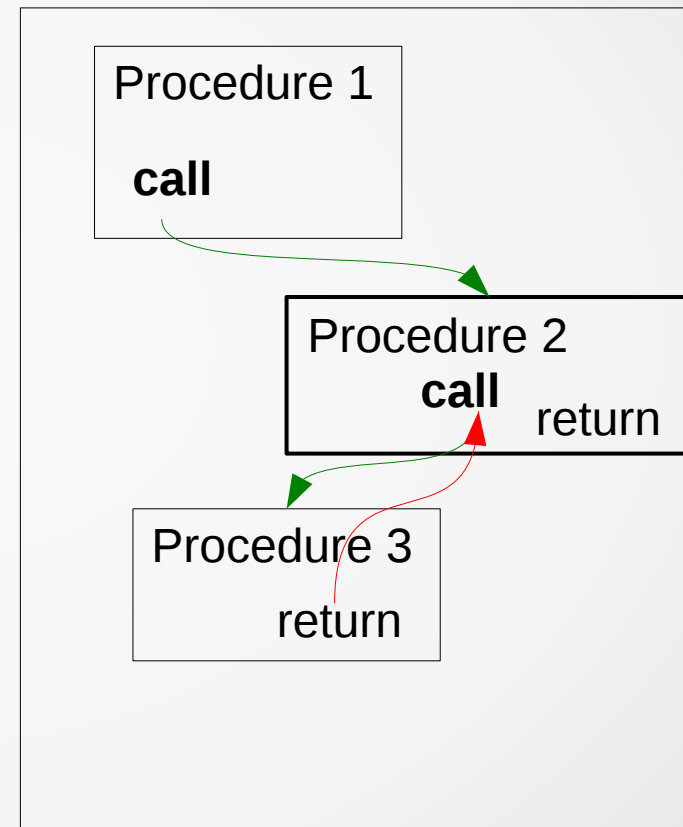 Procedure 1
call
Procedure 2
call
return
Procedure 3
return